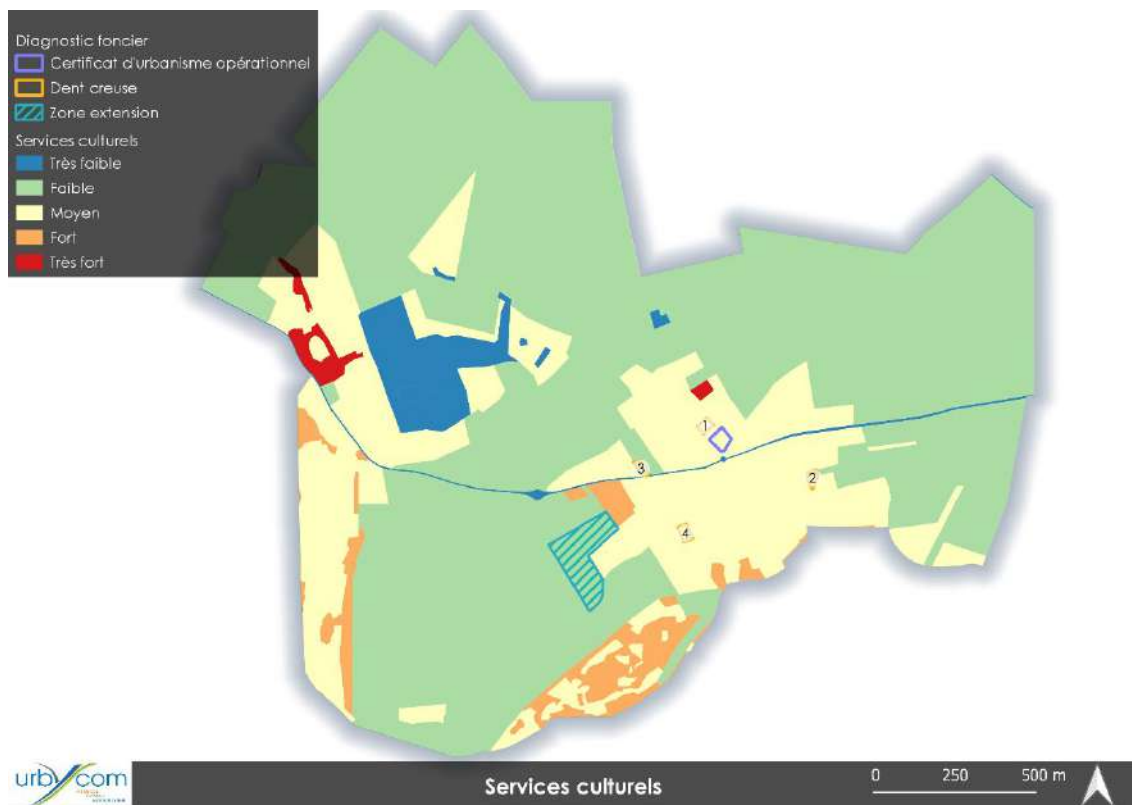 Diagnostic foncier
Certificat d'urbanisme opérationnel
Dent creuse
Zone extension
Services culturels
Très faible
Faible
Moyen
Fort
Très fort
1
3
2
4
urbycom
Services culturels
0 250 500 m